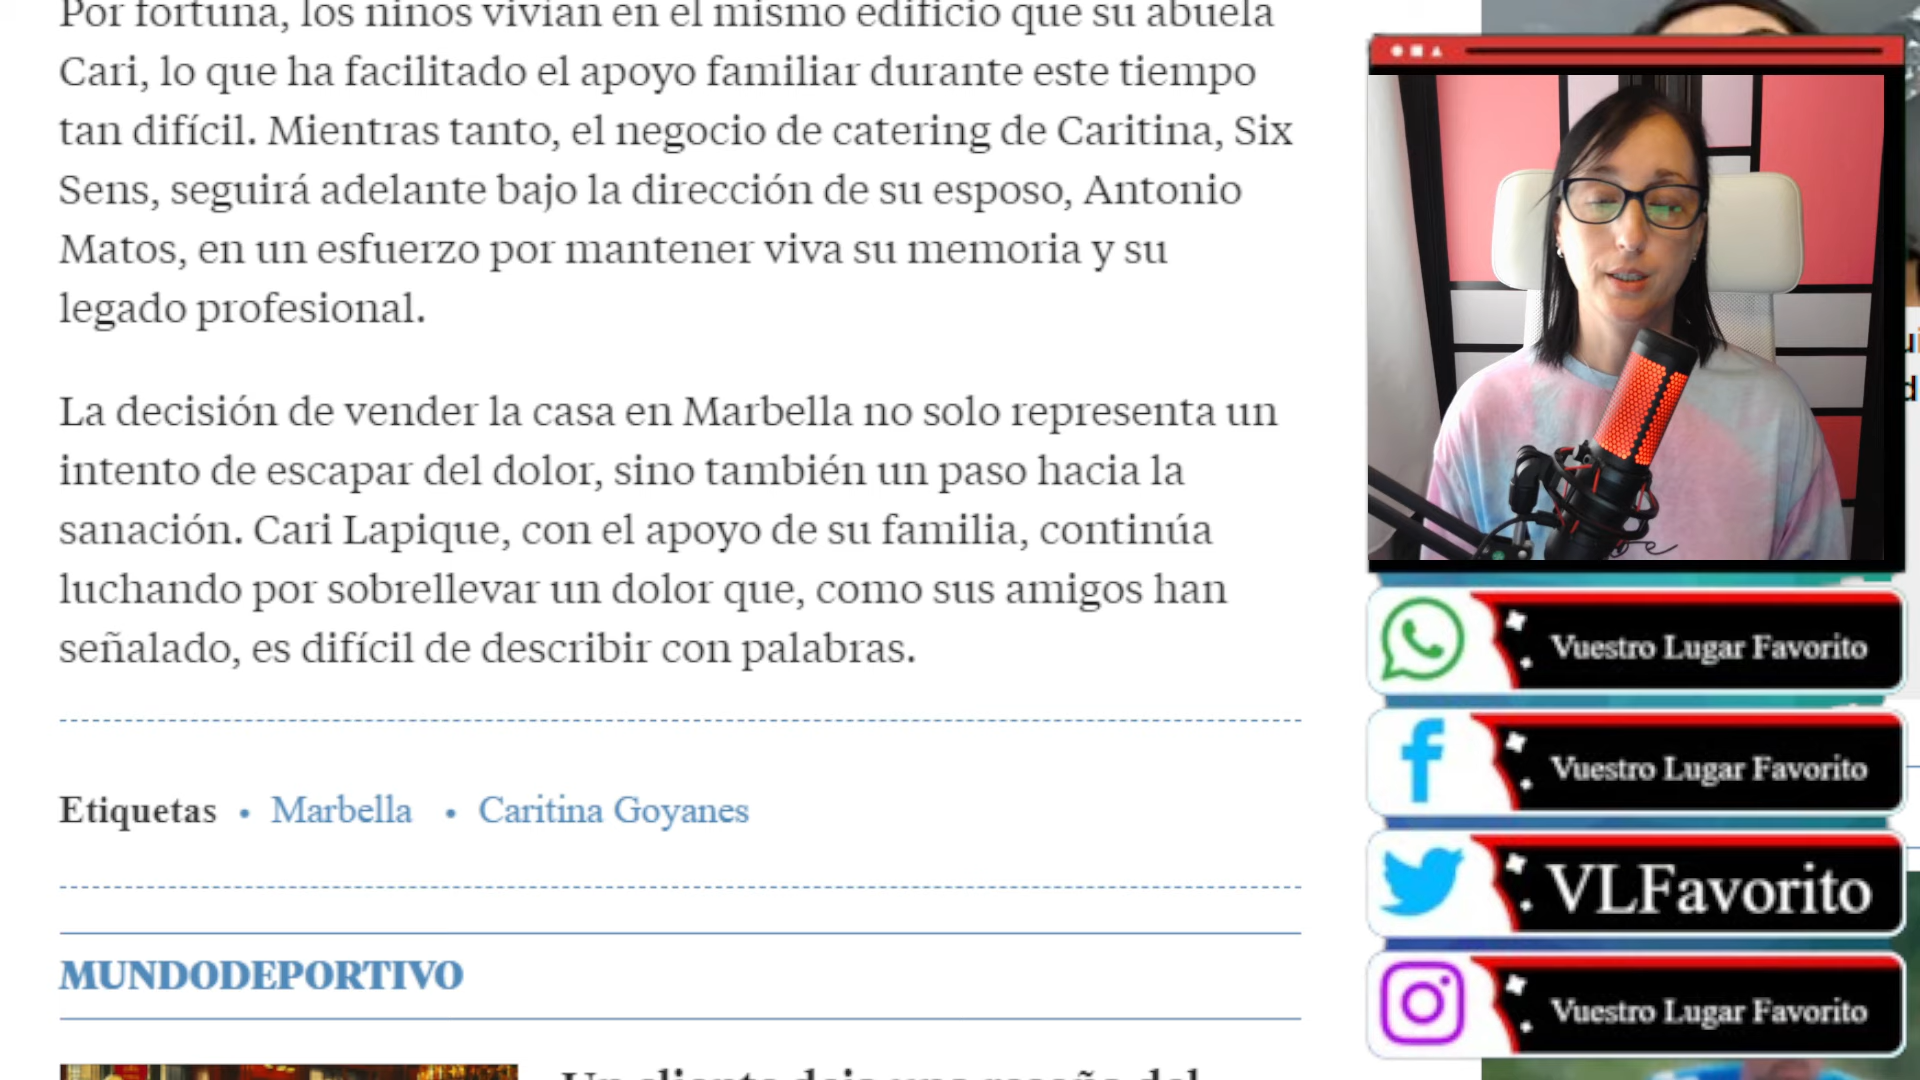 Por fortuna, los niños vivían en el mismo edificio que su abuela
Cari, lo que ha facilitado el apoyo familiar durante este tiempo
tan difícil. Mientras tanto, el negocio de catering de Caritina, Six
Sens, seguirá adelante bajo la dirección de su esposo, Antonio
Matos, en un esfuerzo por mantener viva su memoria y su
legado profesional.
La decisión de vender la casa en Marbella no solo representa un
intento de escapar del dolor, sino también un paso hacia la
sanación. Cari Lapique, con el apoyo de su familia, continúa
luchando por sobrellevar un dolor que, como sus amigos han
señalado, es difícil de describir con palabras.
Etiquetas • Marbella • Caritina Goyanes
MUNDODEPORTIVO
Un cliente deja una reseña del
Vuestro Lugar Favorito
Vuestro Lugar Favorito
VLFavorito
Vuestro Lugar Favorito